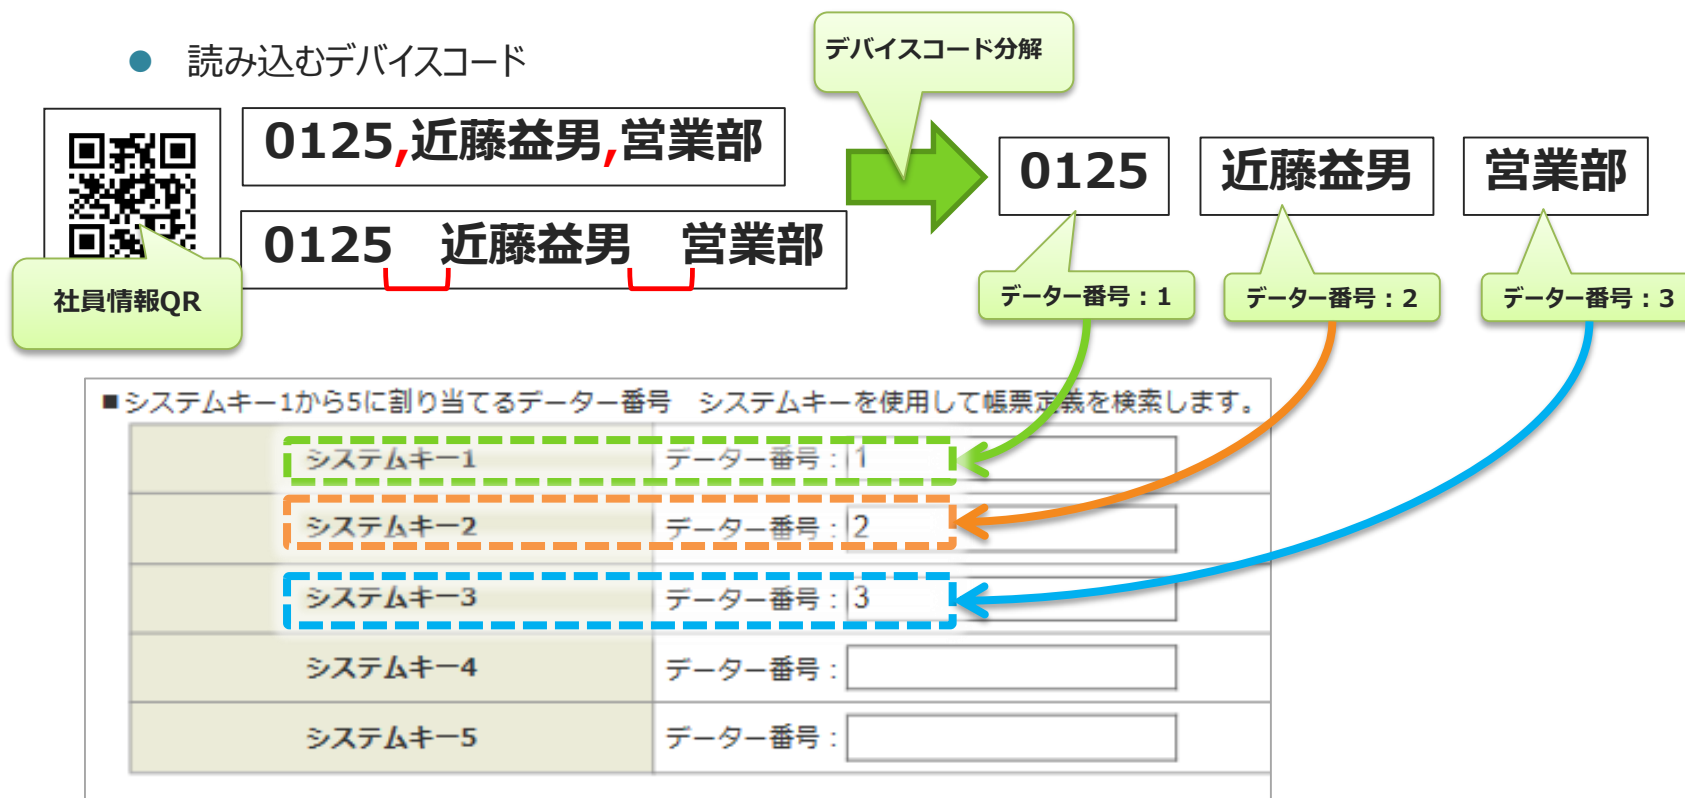 デバイスコード分解
● 読み込むデバイスコード
0125,近藤益男,営業部
0125　近藤益男　営業部
社員情報QR
0125
近藤益男
営業部
データー番号：1
データー番号：2
データー番号：3
■システムキー1から5に割り当てるデーター番号　システムキーを使用して帳票定義を検索します。
システムキー1 データー番号：1
システムキー2 データー番号：2
システムキー3 データー番号：3
システムキー4 データー番号：
システムキー5 データー番号：